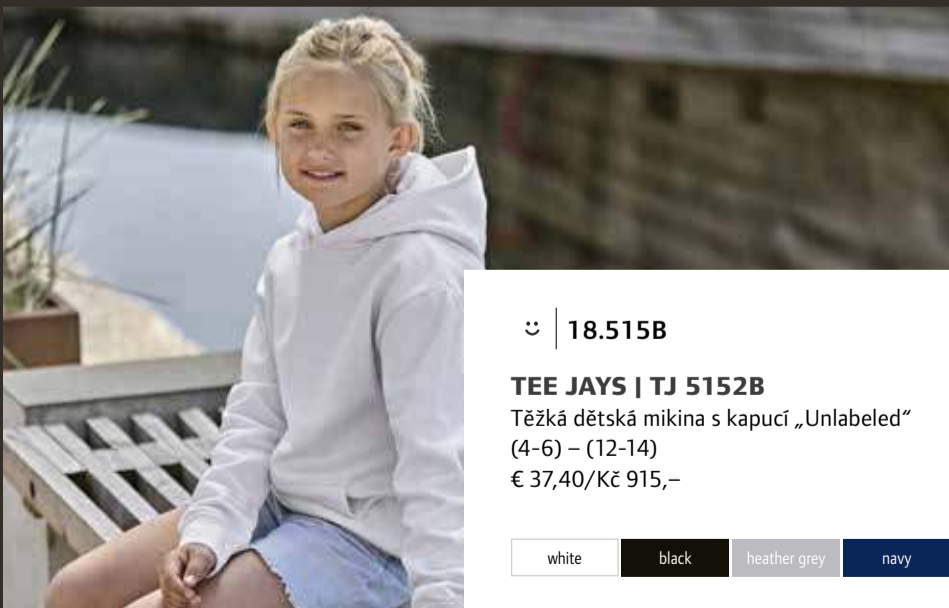 18.515B
TEE JAYS | TJ 5152B
Těžká dětská mikina s kapucí „Unlabeled“
(4-6) – (12-14)
€ 37,40/Kč 915,–
white black heather grey navy